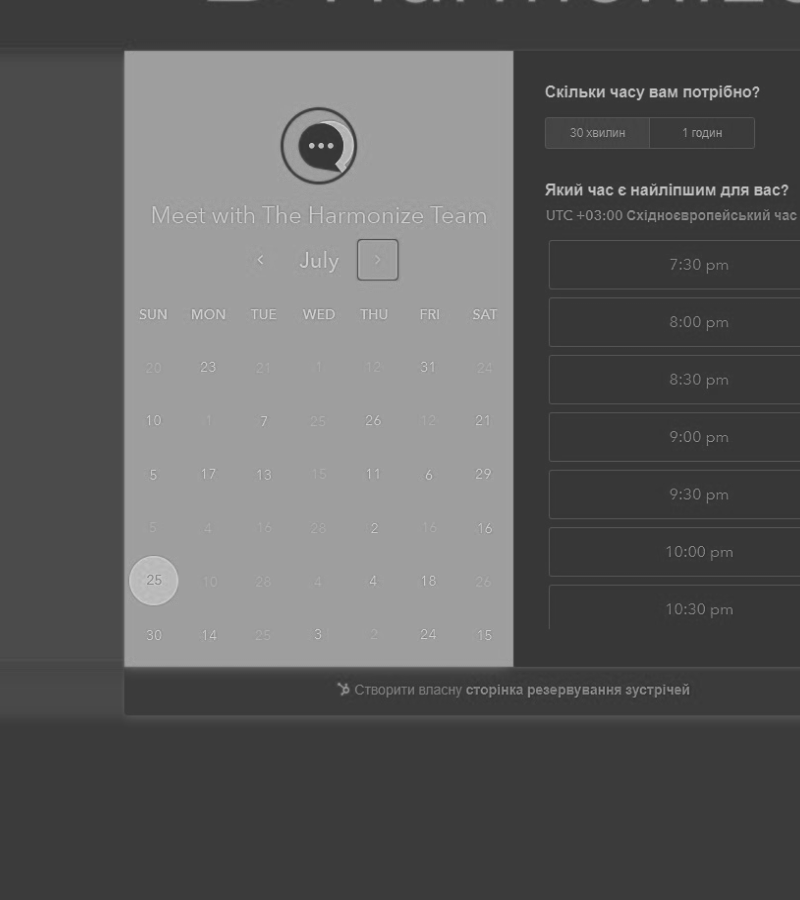 Harmonize
Meet with The Harmonize Team
July
SUN MON TUE WED THU FRI SAT
20 23 21 1 12 31 24
10 1 7 25 26 12 21
5 17 13 15 11 6 29
5 4 16 28 2 16 16
25 10 28 4 4 18 26
30 14 25 3 2 24 15
Скільки часу вам потрібно?
30 хвилин 1 годин
Який час є найліпшим для вас?
UTC +03:00 Східноєвропейський час
7:30 pm
8:00 pm
8:30 pm
9:00 pm
9:30 pm
10:00 pm
10:30 pm
Створити власну сторінка резервування зустрічей